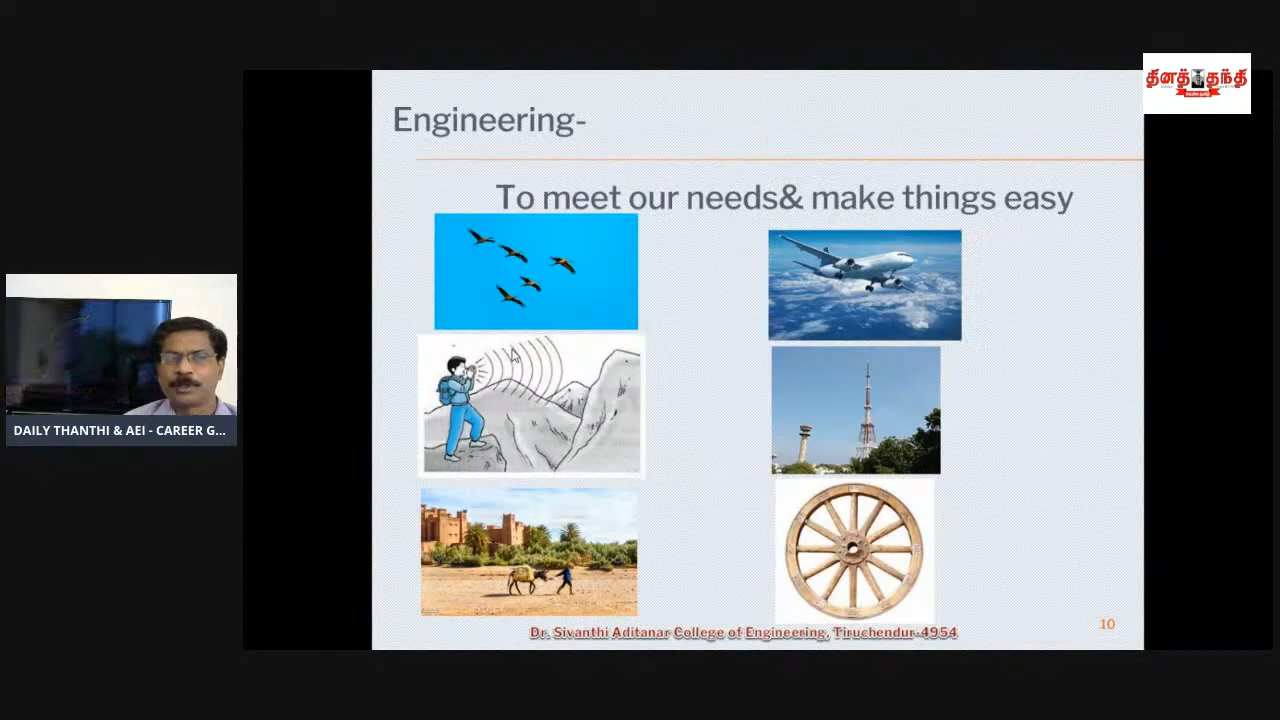 தினத்தந்தி
Engineering-
To meet our needs& make things easy
DAILY THANTHI & AEI - CAREER G...
10
Dr. Sivanthi Aditanar College of Engineering, Tiruchendur-4954